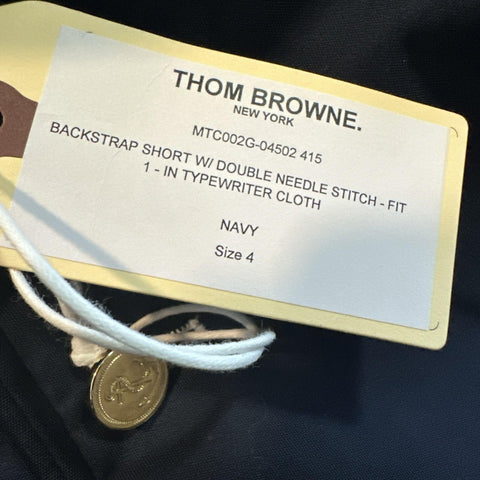 THOM BROWNE.
NEW YORK
MTC002G-04502 415
BACKSTRAP SHORT W/ DOUBLE NEEDLE STITCH - FIT
1 - IN TYPEWRITER CLOTH
NAVY
Size 4